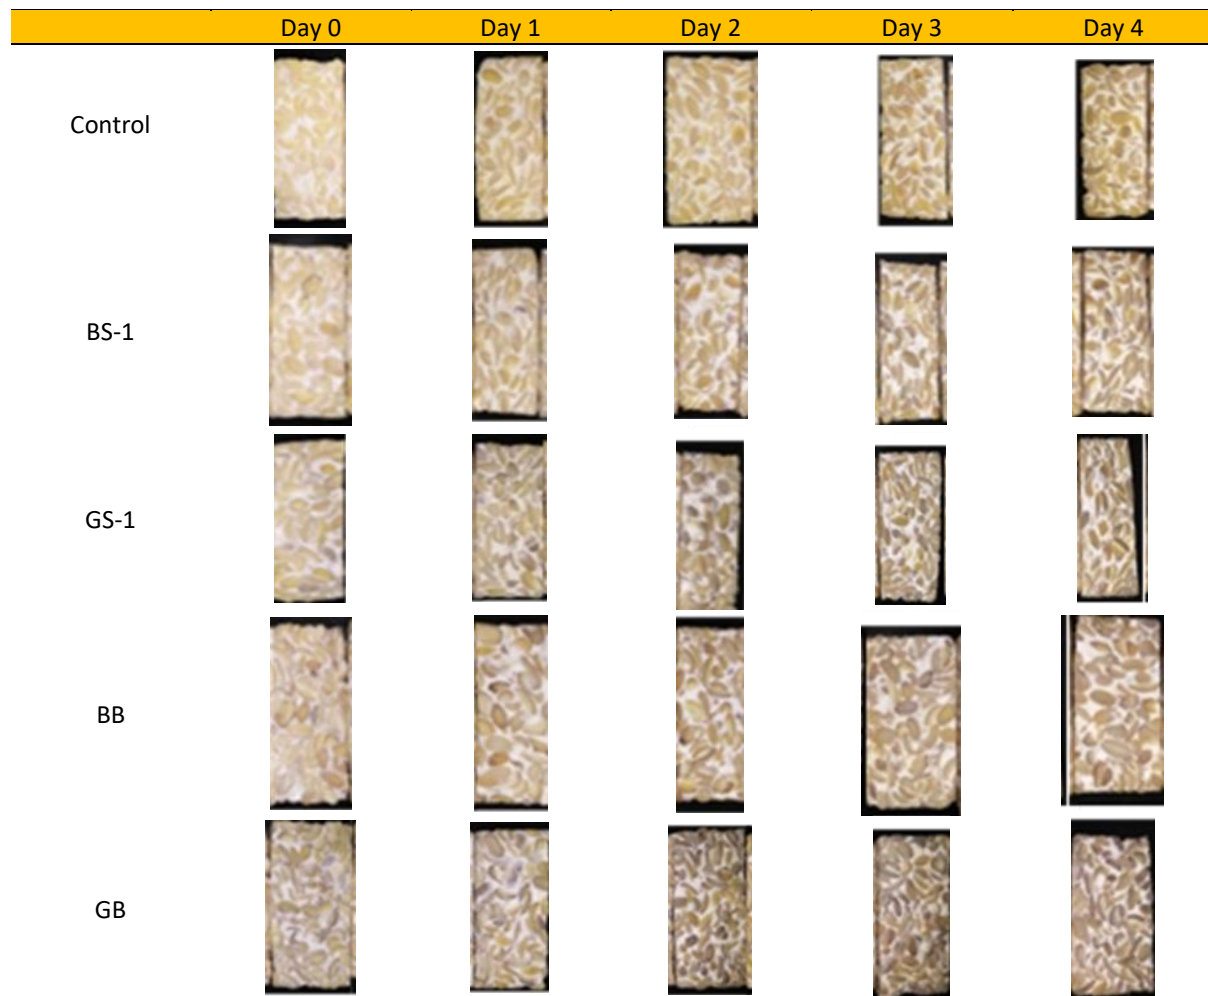 Day 0 Day 1 Day 2 Day 3 Day 4
Control
BS-1
GS-1
BB
GB